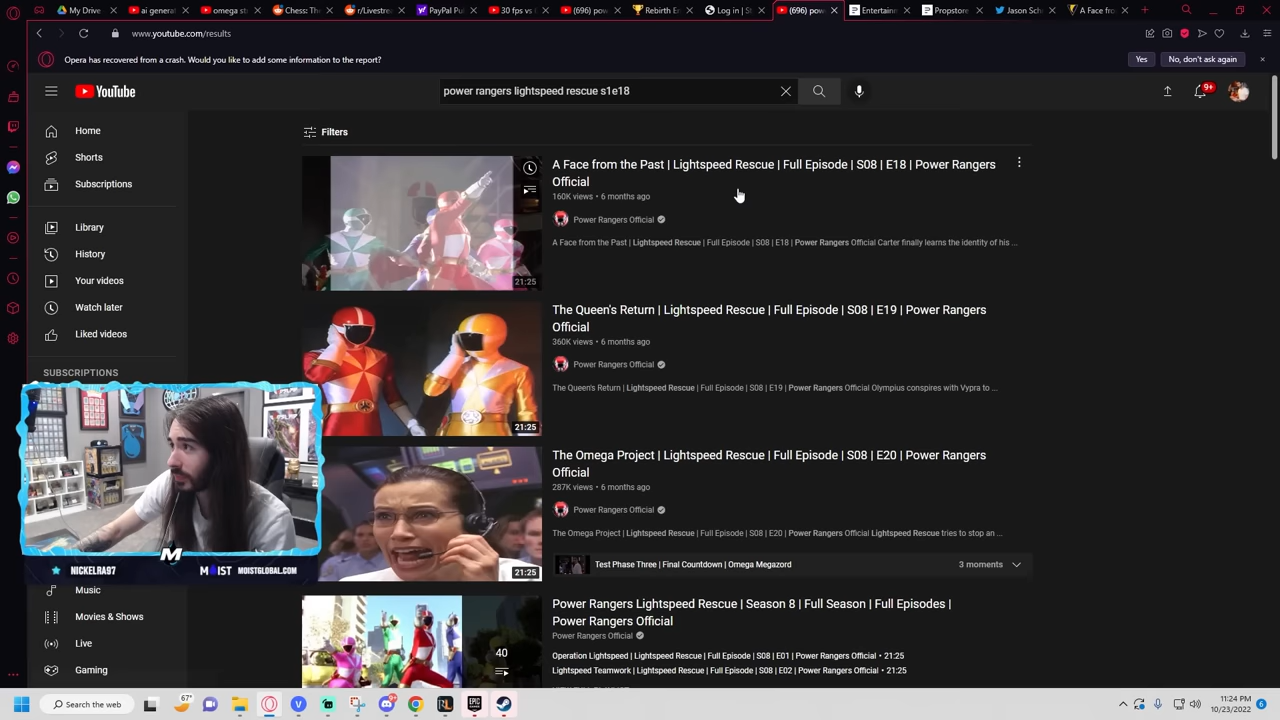 My Drive
ai general
omega sta
Chess: The
r/Livestrea
PayPal Pu
30 fps vs
(696) pow
Rebirth Ed
Log in | St
(696) pow
Entertainm
Propstore
Jason Sch
A Face fro
www.youtube.com/results
Opera has recovered from a crash. Would you like to add some information to the report?
Yes
No, don't ask again
YouTube
power rangers lightspeed rescue s1e18
9+
Home
Shorts
Subscriptions
Library
History
Your videos
Watch later
Liked videos
SUBSCRIPTIONS
Music
Movies & Shows
Live
Gaming
Filters
21:25
A Face from the Past | Lightspeed Rescue | Full Episode | S08 | E18 | Power Rangers
Official
160K views • 6 months ago
Power Rangers Official
A Face from the Past | Lightspeed Rescue | Full Episode | S08 | E18 | Power Rangers Official Carter finally learns the identity of his ...
21:25
The Queen's Return | Lightspeed Rescue | Full Episode | S08 | E19 | Power Rangers
Official
360K views • 6 months ago
Power Rangers Official
The Queen's Return | Lightspeed Rescue | Full Episode | S08 | E19 | Power Rangers Official Olympius conspires with Vypra to ...
21:25
The Omega Project | Lightspeed Rescue | Full Episode | S08 | E20 | Power Rangers
Official
287K views • 6 months ago
Power Rangers Official
The Omega Project | Lightspeed Rescue | Full Episode | S08 | E20 | Power Rangers Official Lightspeed Rescue tries to stop an ...
Test Phase Three | Final Countdown | Omega Megazord
3 moments
40
Power Rangers Lightspeed Rescue | Season 8 | Full Season | Full Episodes |
Power Rangers Official
Power Rangers Official
Operation Lightspeed | Lightspeed Rescue | Full Episode | S08 | E01 | Power Rangers Official • 21:25
Lightspeed Teamwork | Lightspeed Rescue | Full Episode | S08 | E02 | Power Rangers Official • 21:25
M
NICKELRA97
MOIST
MOISTGLOBAL.COM
Search the web
67°
11:24 PM
10/23/2022
6